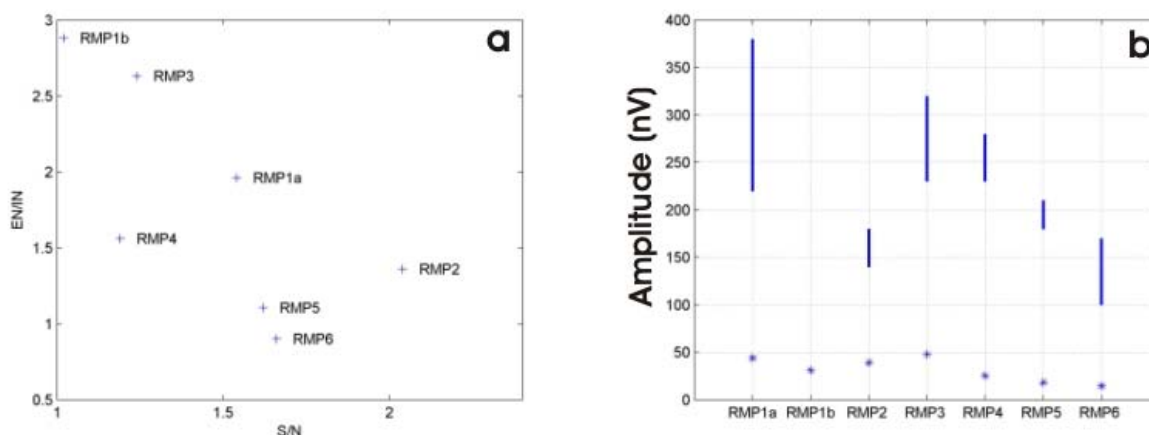 a
3
2.5
2
1.5
1
0.5
EN/IN
RMP1b
RMP3
RMP1a
RMP4
RMP2
RMP5
RMP6
1
1.5
2
S/N
b
400
350
300
250
200
150
100
50
0
Amplitude (nV)
RMP1a RMP1b RMP2 RMP3 RMP4 RMP5 RMP6